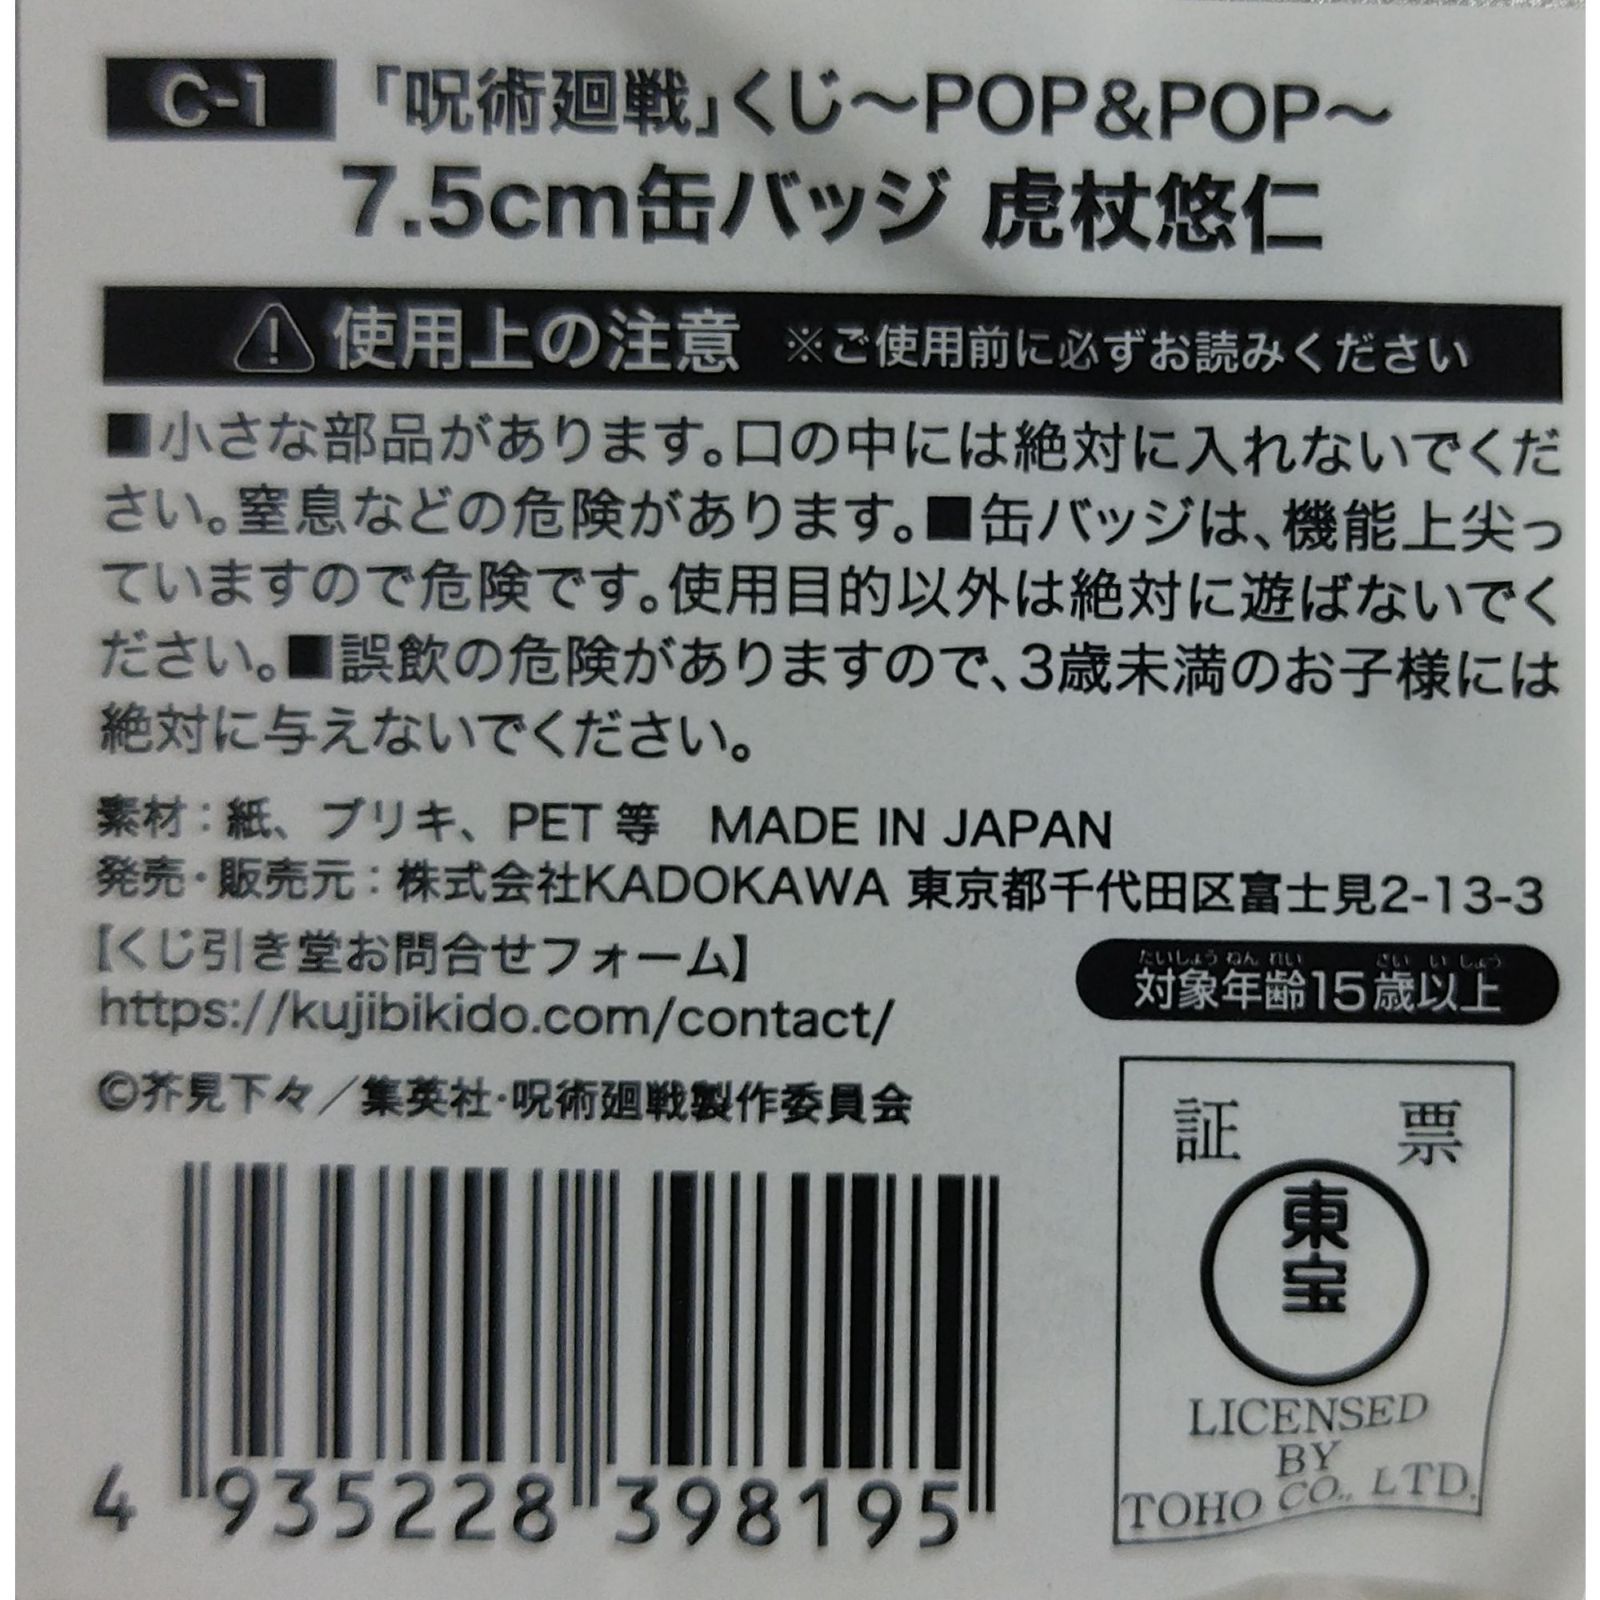 C-1 「呪術廻戦」くじ～POP&POP～
7.5cm缶バッジ 虎杖悠仁
使用上の注意 ※ご使用前に必ずお読みください
■小さな部品があります。口の中には絶対に入れないでくだ
さい。窒息などの危険があります。■缶バッジは、機能上尖っ
ていますので危険です。使用目的以外は絶対に遊ばないでく
ださい。■誤飲の危険がありますので、3歳未満のお子様には
絶対に与えないでください。
素材：紙、ブリキ、PET等 MADE IN JAPAN
発売・販売元：株式会社KADOKAWA 東京都千代田区富士見2-13-3
【くじ引き堂お問合せフォーム】
https://kujibikido.com/contact/
たいしょう ねん れい さい い じょう
対象年齢15歳以上
©芥見下々／集英社・呪術廻戦製作委員会
4 935228 398195
証 票
東宝
LICENSED
BY
TOHO CO., LTD.